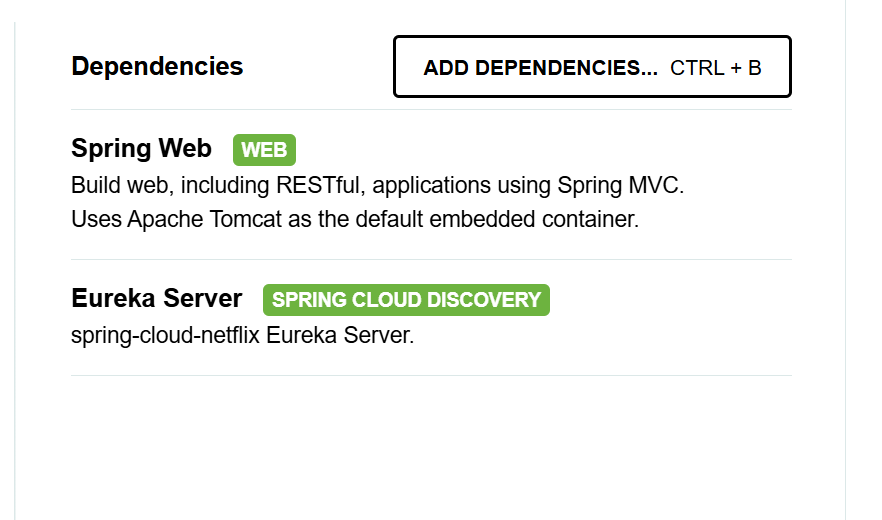 Dependencies
ADD DEPENDENCIES... CTRL + B
Spring Web WEB
Build web, including RESTful, applications using Spring MVC.
Uses Apache Tomcat as the default embedded container.
Eureka Server SPRING CLOUD DISCOVERY
spring-cloud-netflix Eureka Server.